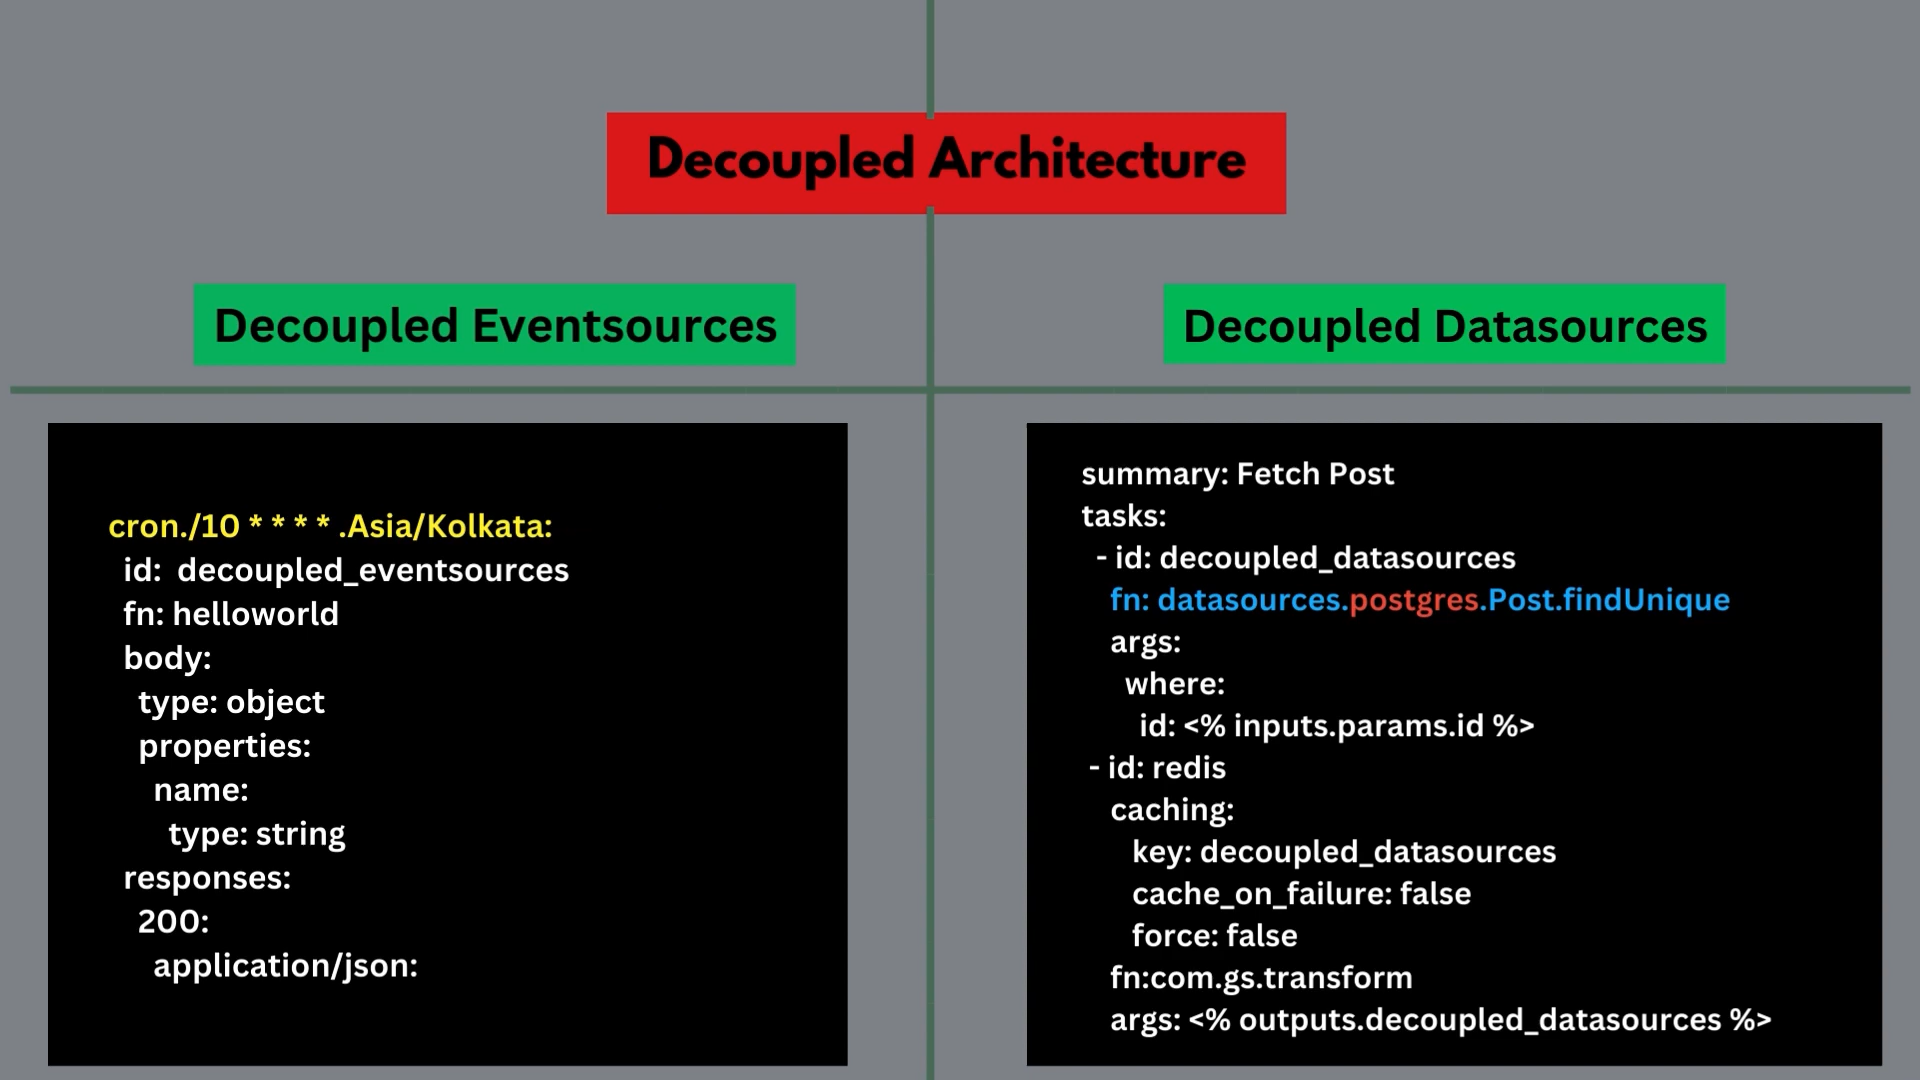 Decoupled Architecture
Decoupled Eventsources
cron./10 * * * * .Asia/Kolkata:
id: decoupled_eventsources
fn: helloworld
body:
type: object
properties:
name:
type: string
responses:
200:
application/json:
Decoupled Datasources
summary: Fetch Post
tasks:
- id: decoupled_datasources
fn: datasources.postgres.Post.findUnique
args:
where:
id: <% inputs.params.id %>
- id: redis
caching:
key: decoupled_datasources
cache_on_failure: false
force: false
fn:com.gs.transform
args: <% outputs.decoupled_datasources %>